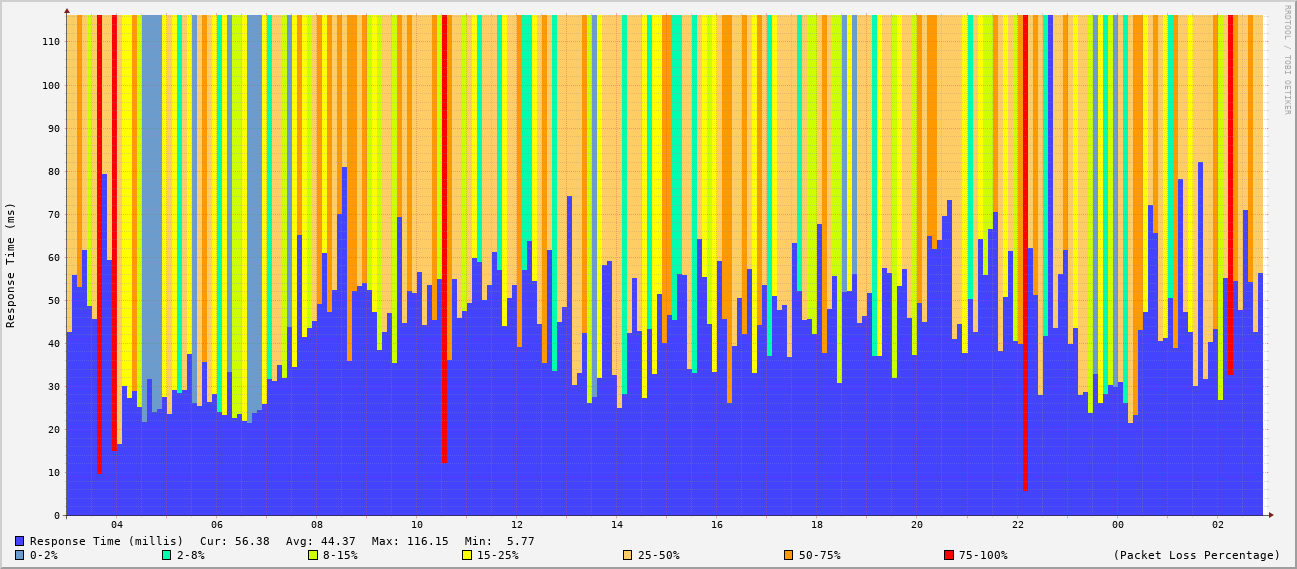 RRDTOOL / TOBI OETIKER
Response Time (ms)
110
100
90
80
70
60
50
40
30
20
10
0
04 06 08 10 12 14 16 18 20 22 00 02
Response Time (millis) Cur: 56.38 Avg: 44.37 Max: 116.15 Min: 5.77
0-2% 2-8% 8-15% 15-25% 25-50% 50-75% 75-100% (Packet Loss Percentage)